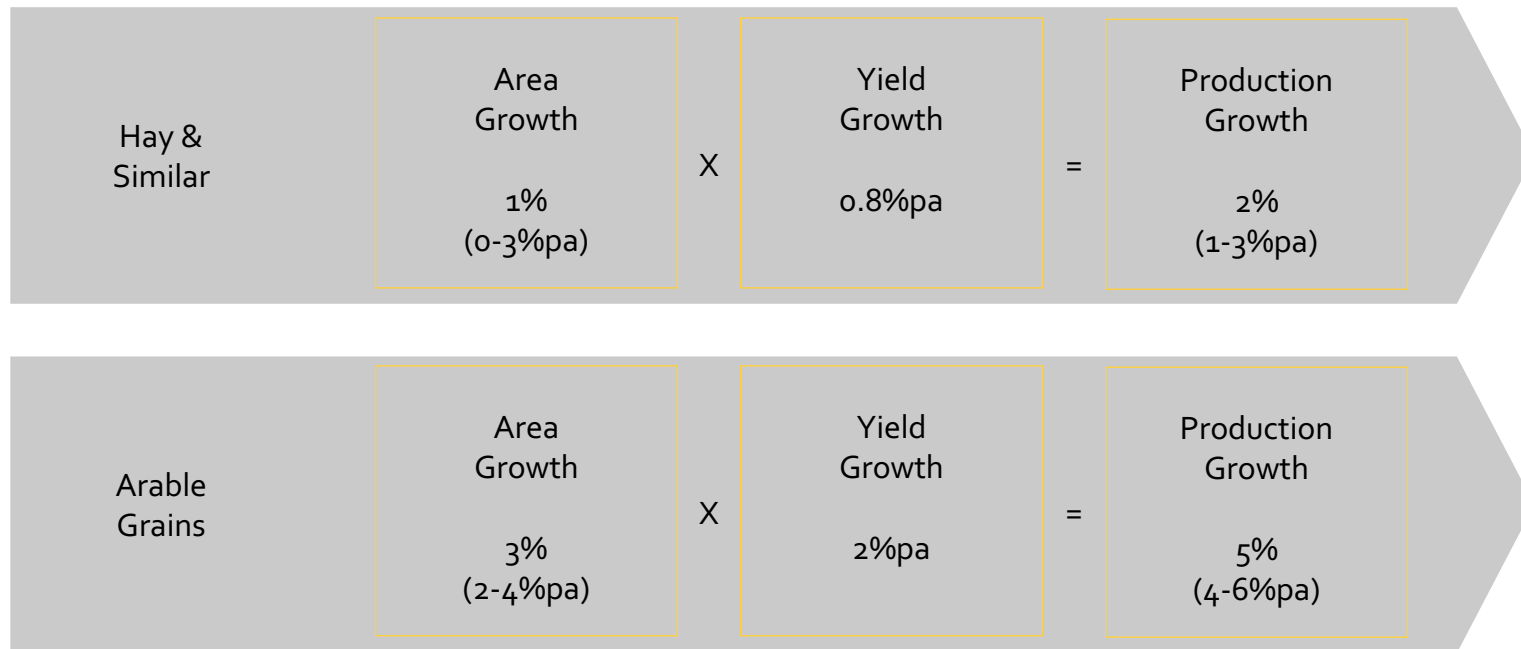 Hay &
Similar
Area
Growth
1%
(0-3%pa)
X
Yield
Growth
0.8%pa
=
Production
Growth
2%
(1-3%pa)
Arable
Grains
Area
Growth
3%
(2-4%pa)
X
Yield
Growth
2%pa
=
Production
Growth
5%
(4-6%pa)